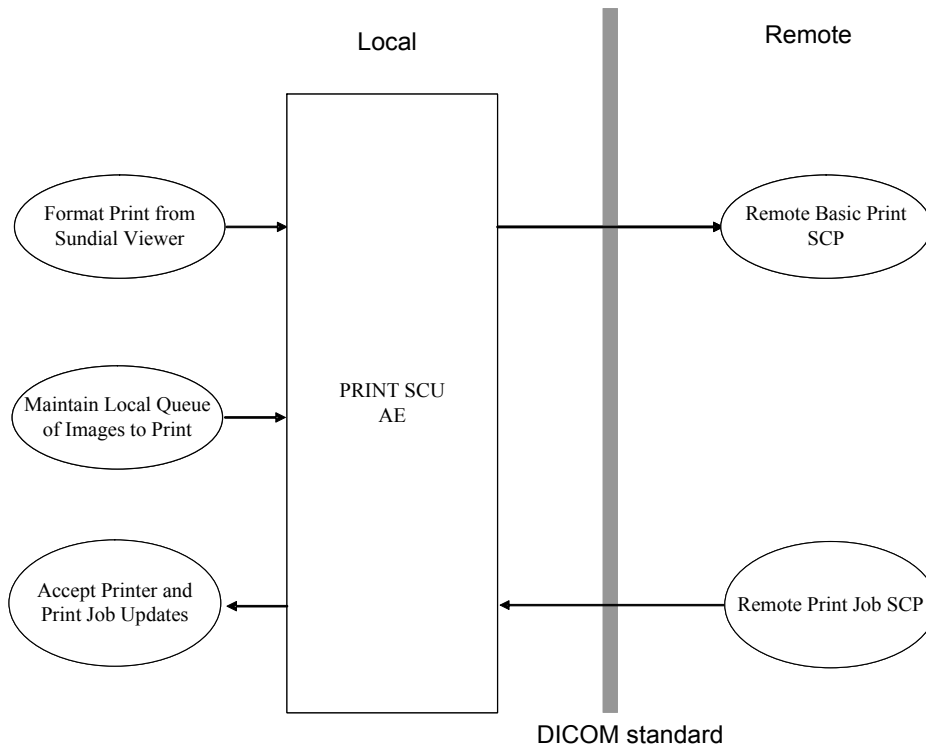 Local
Remote
Format Print from
Sundial Viewer
Remote Basic Print
SCP
Maintain Local Queue
of Images to Print
PRINT SCU
AE
Accept Printer and
Print Job Updates
Remote Print Job SCP
DICOM standard